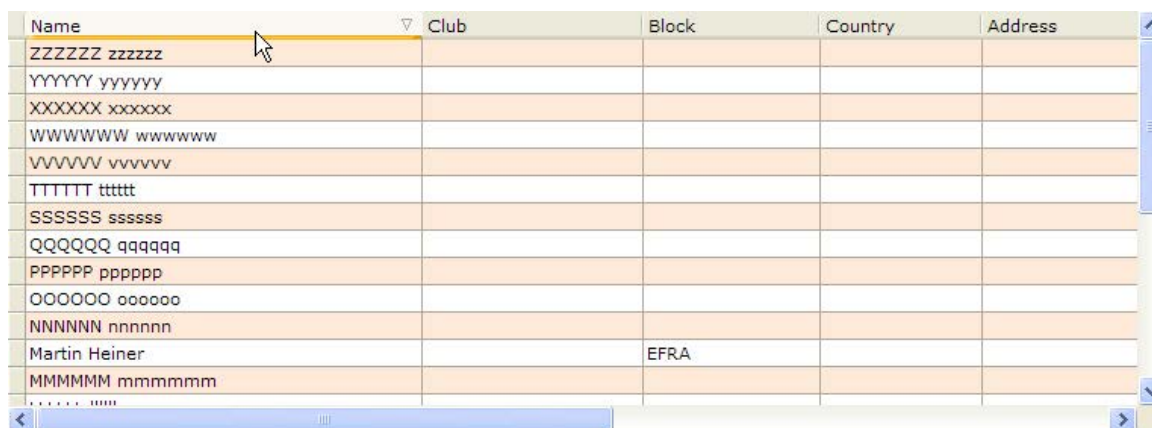 Name Club Block Country Address
ZZZZZZ zzzzzz
YYYYYY yyyyyy
XXXXXX xxxxxx
WWWWWW wwwwww
VVVVVV vvvvvv
TTTTTT tttttt
SSSSSS ssssss
QQQQQQ qqqqqq
PPPPPP pppppp
OOOOOO oooooo
NNNNNN nnnnnn
Martin Heiner EFRA
MMMMMM mmmmmm